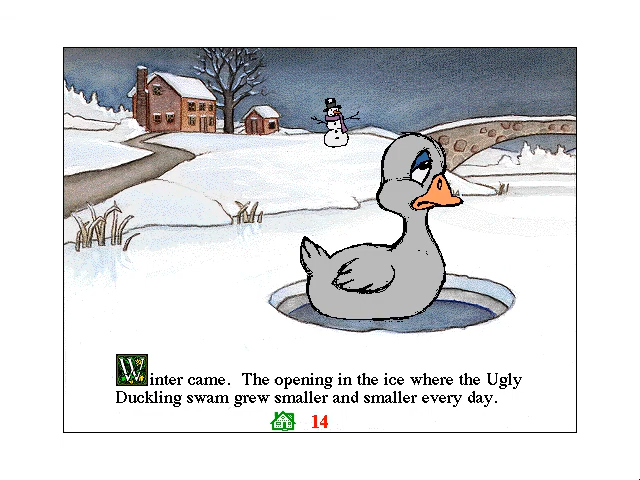 Winter came.  The opening in the ice where the Ugly
Duckling swam grew smaller and smaller every day.
14